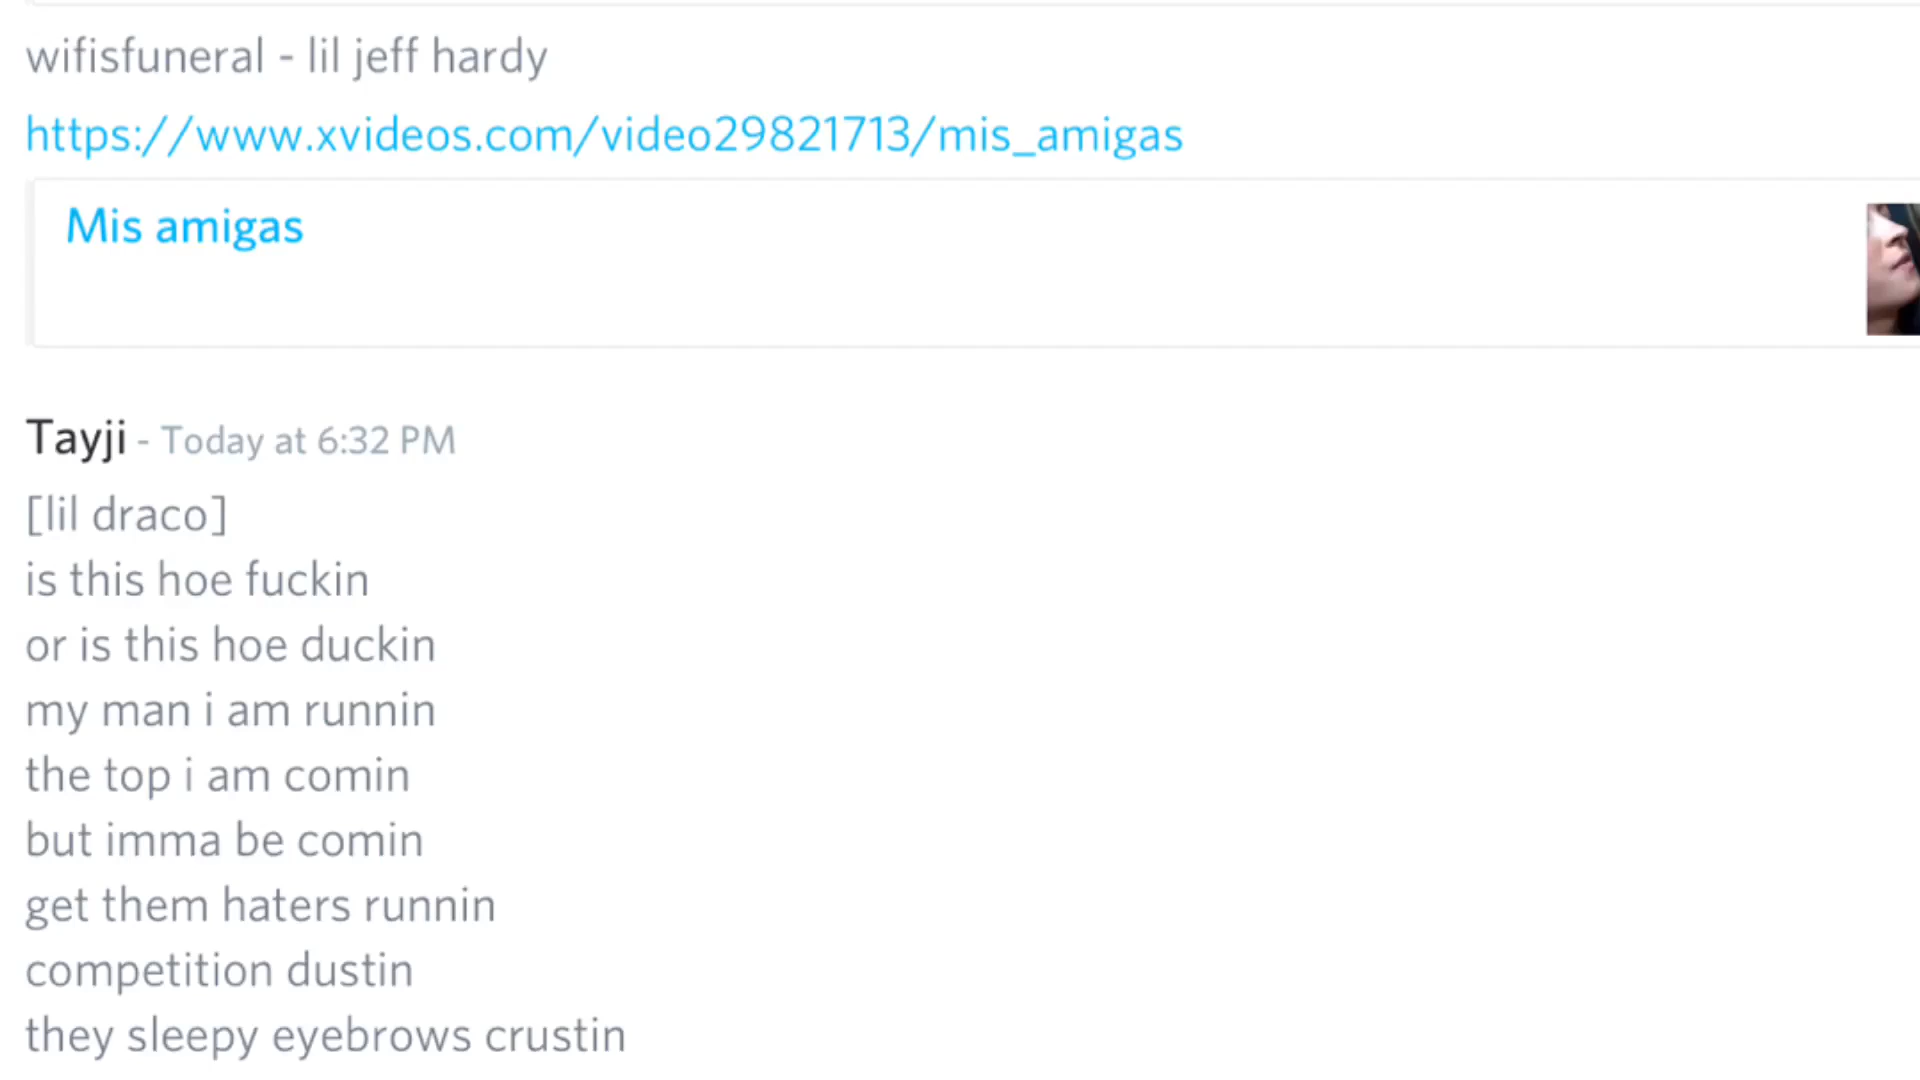 wifisfuneral - lil jeff hardy
https://www.xvideos.com/video29821713/mis_amigas
Mis amigas
Tayji - Today at 6:32 PM
[lil draco]
is this hoe fuckin
or is this hoe duckin
my man i am runnin
the top i am comin
but imma be comin
get them haters runnin
competition dustin
they sleepy eyebrows crustin